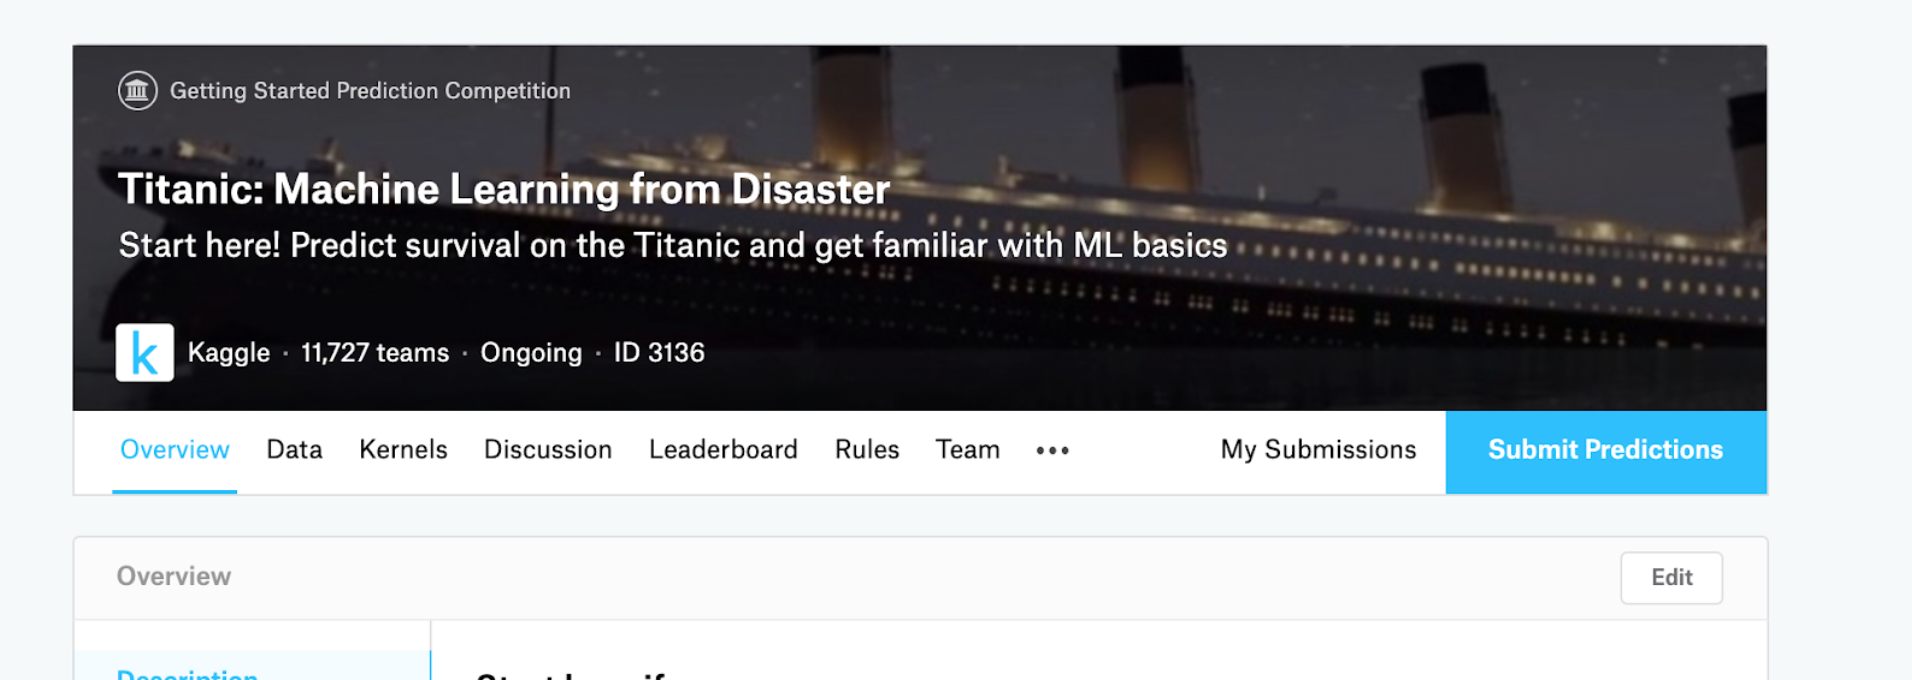 Getting Started Prediction Competition
Titanic: Machine Learning from Disaster
Start here! Predict survival on the Titanic and get familiar with ML basics
k Kaggle · 11,727 teams · Ongoing · ID 3136
Overview Data Kernels Discussion Leaderboard Rules Team ••• My Submissions Submit Predictions
Overview Edit
Description